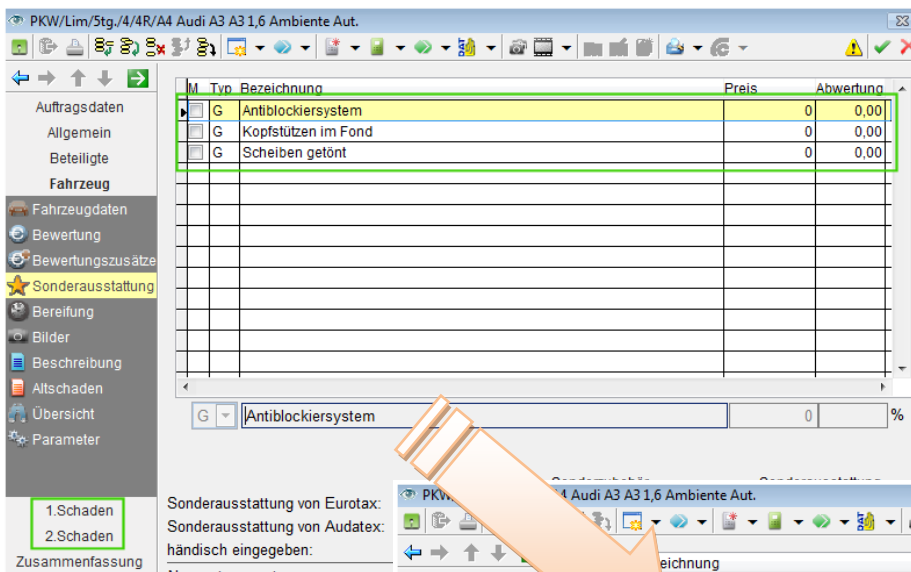 PKW/Lim/5tg./4/4R/A4 Audi A3 A3 1,6 Ambiente Aut.
M Typ Bezeichnung Preis Abwertung
G Antiblockiersystem 0 0,00
G Kopfstützen im Fond 0 0,00
G Scheiben getönt 0 0,00
Auftragsdaten
Allgemein
Beteiligte
Fahrzeug
Fahrzeugdaten
Bewertung
Bewertungszusätze
Sonderausstattung
Bereifung
Bilder
Beschreibung
Altschaden
Übersicht
Parameter
G Antiblockiersystem 0 %
1.Schaden
2.Schaden
Zusammenfassung
Sonderausstattung von Eurotax:
Sonderausstattung von Audatex:
händisch eingegeben:
PKW
4 Audi A3 A3 1,6 Ambiente Aut.
eichnung